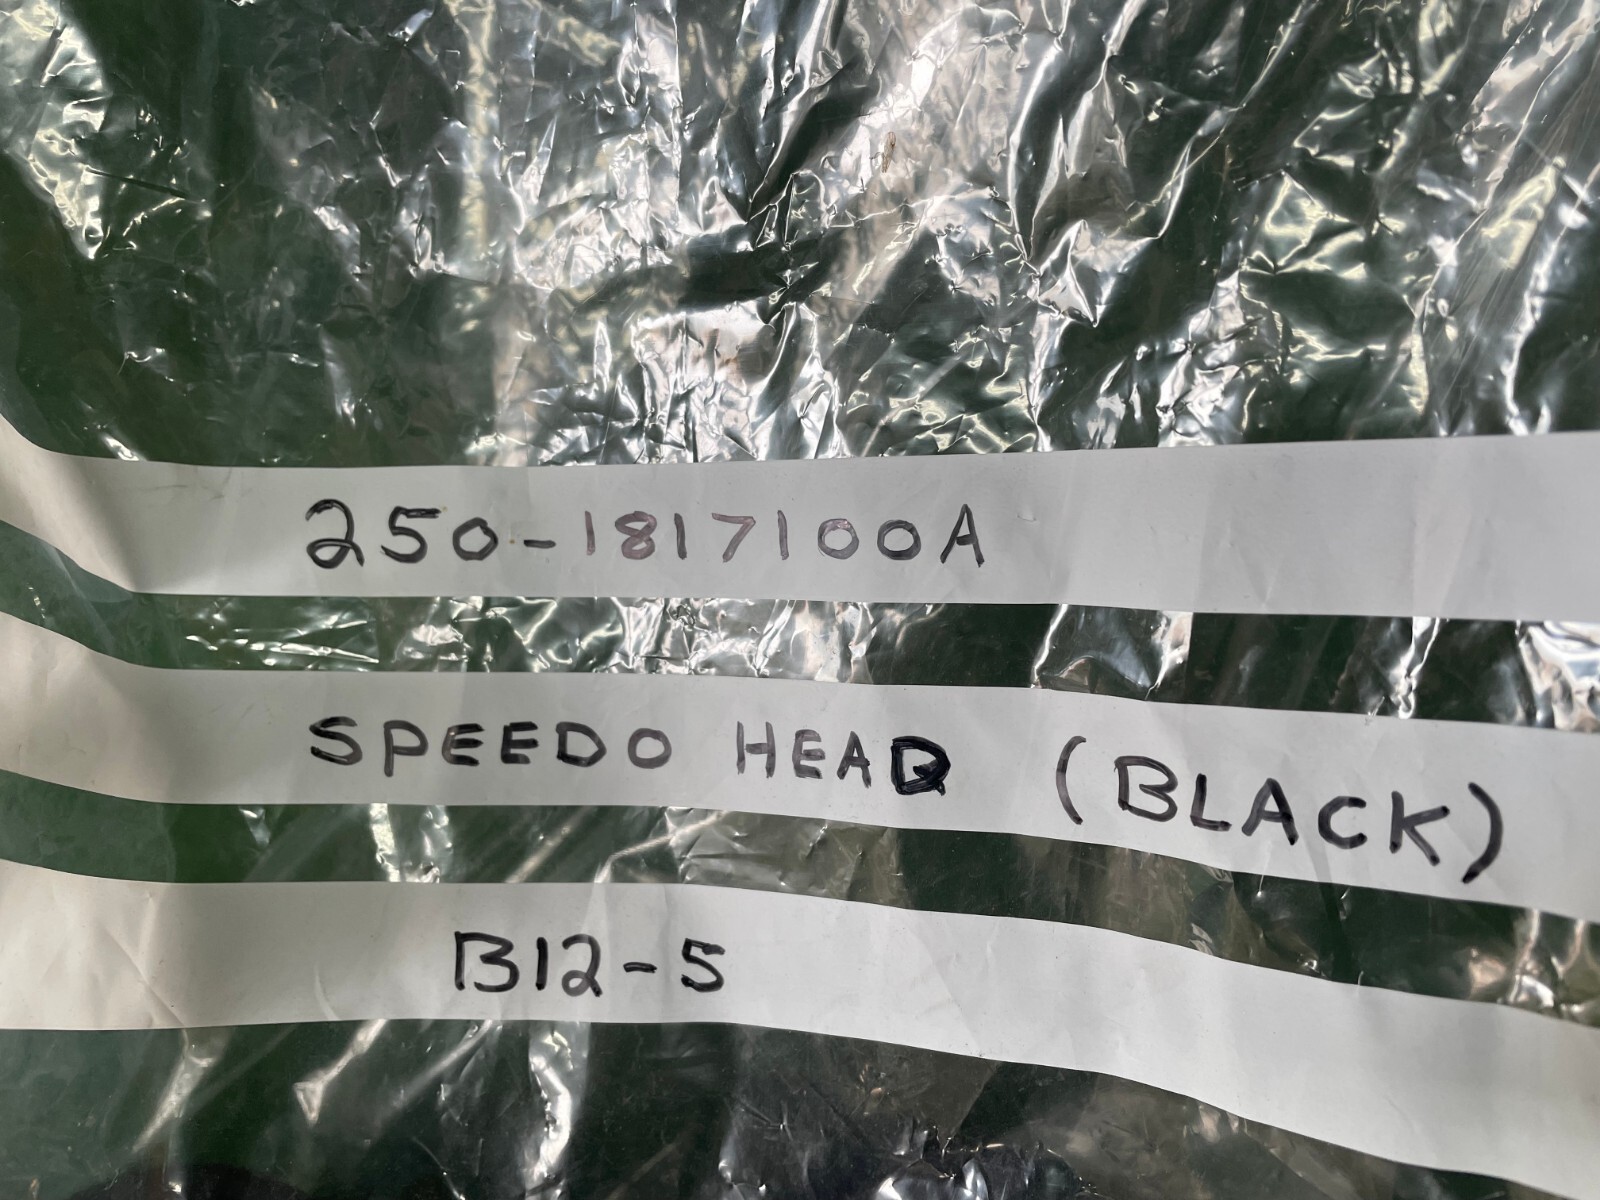 250-1817100A
SPEEDO HEAD (BLACK)
B12-5